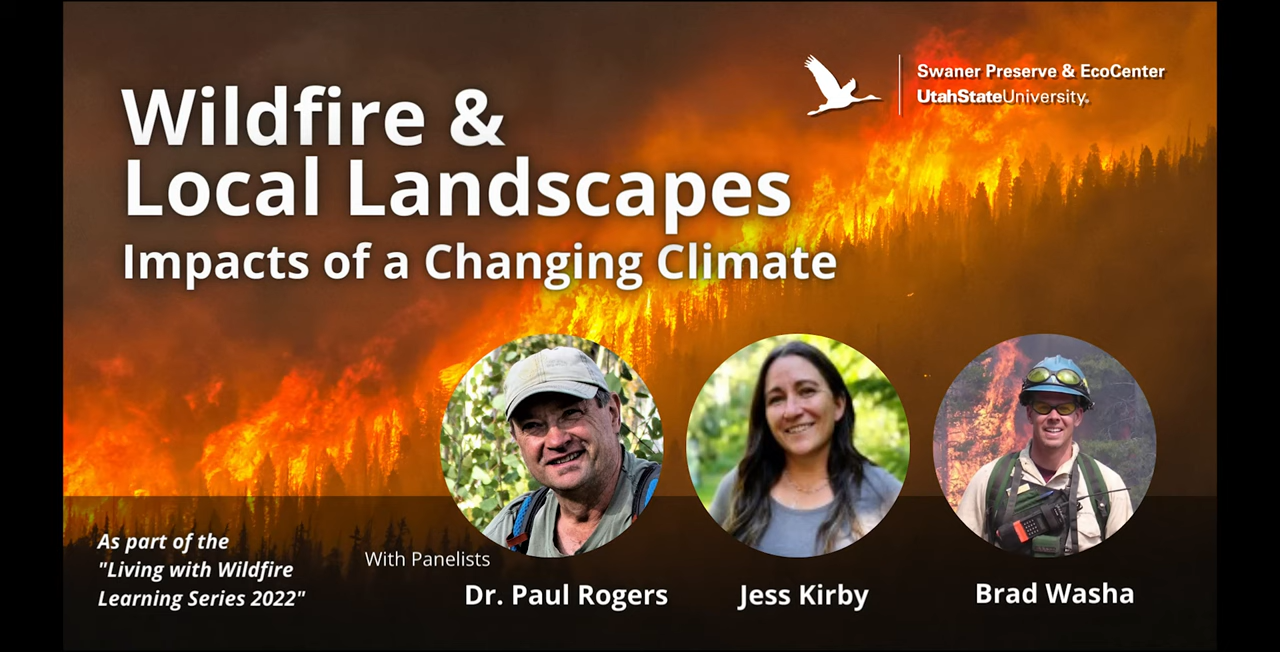 Wildfire &
Local Landscapes
Impacts of a Changing Climate
Swaner Preserve & EcoCenter
UtahStateUniversity®
As part of the
"Living with Wildfire
Learning Series 2022"
With Panelists
Dr. Paul Rogers
Jess Kirby
Brad Washa